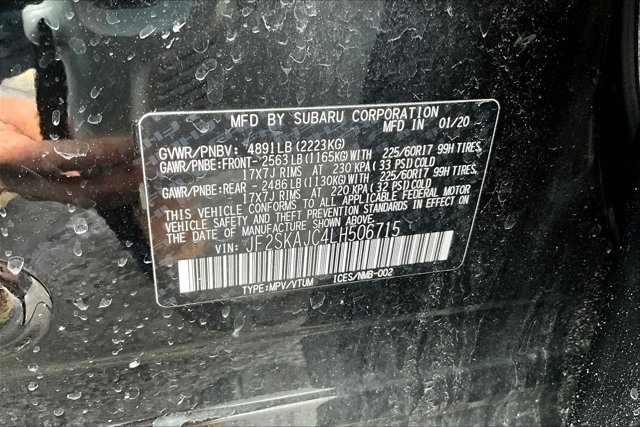 MFD BY SUBARU CORPORATION
MFD IN 01/20
GVWR/PNBV: 4891LB (2223KG)
GAWR/PNBE:FRONT-2563LB(1165KG)WITH 225/60R17 99H TIRES,
17X7J RIMS AT 230 KPA(33 PSI)COLD
GAWR/PNBE:REAR -2486LB(1130KG)WITH 225/60R17 99H TIRES,
17X7J RIMS AT 220 KPA(32 PSI)COLD
THIS VEHICLE CONFORMS TO ALL APPLICABLE FEDERAL MOTOR
VEHICLE SAFETY AND THEFT PREVENTION STANDARDS IN EFFECT ON
THE DATE OF MANUFACTURE SHOWN ABOVE.
VIN: JF2SKAJC4LH506715
TYPE:MPV/VTUM ICES/NMB-002